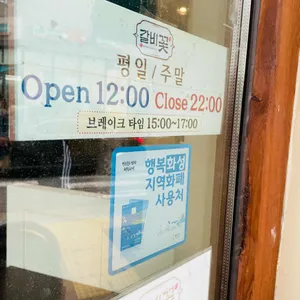 갈비꽃
평일 / 주말
Open 12:00 Close 22:00
브레이크 타임 15:00~17:00
행복화성
지역화폐
사용처